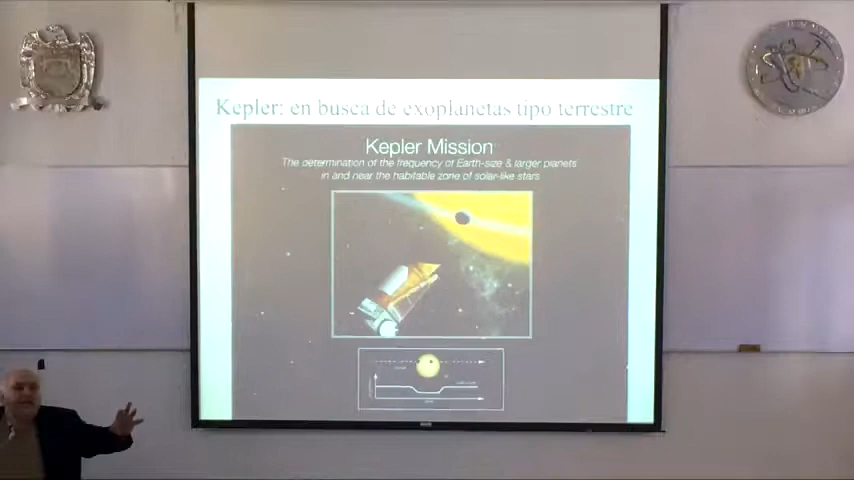 Kepler: en busca de exoplanetas tipo terrestre
Kepler Mission
The determination of the frequency of Earth-size & larger planets
in and near the habitable zone of solar-like stars